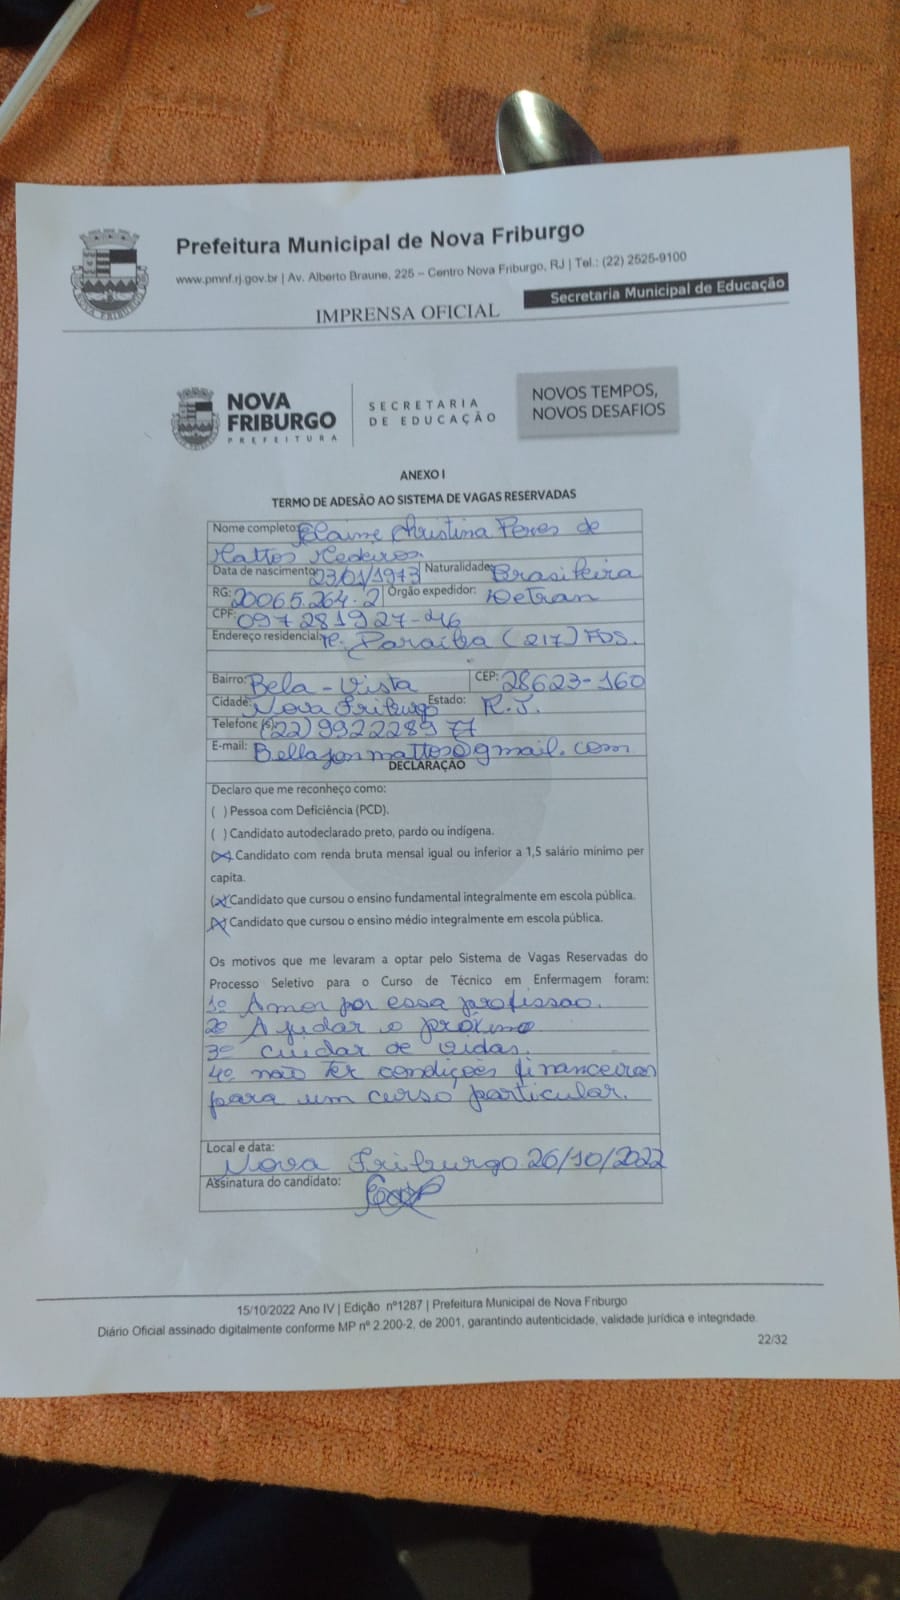 Prefeitura Municipal de Nova Friburgo
www.pmnf.rj.gov.br | Av. Alberto Braune, 225 – Centro Nova Friburgo, RJ | Tel.: (22) 2525-9100
Secretaria Municipal de Educação
IMPRENSA OFICIAL
NOVA FRIBURGO
NOVA
FRIBURGO
PREFEITURA
SECRETARIA
DE EDUCAÇÃO
NOVOS TEMPOS,
NOVOS DESAFIOS
ANEXO I
TERMO DE ADESÃO AO SISTEMA DE VAGAS RESERVADAS
Nome completo: Elaine Christina Peres de
Mattos Medeiros.
Data de nascimento: 23/01/1973 Naturalidade: Brasileira
RG: 20065.264.2 Órgão expedidor: Detran
CPF: 097281927-46
Endereço residencial: R. Paraíba (217) FDS.
Bairro: Bela-Vista CEP: 28623-160
Cidade: Nova Friburgo Estado: R.J.
Telefone (s): (22) 992228977
E-mail: Bellajonmattos@gmail.com
DECLARAÇÃO
Declaro que me reconheço como:
( ) Pessoa com Deficiência (PCD).
( ) Candidato autodeclarado preto, pardo ou indígena.
(X) Candidato com renda bruta mensal igual ou inferior a 1,5 salário mínimo per
capita.
(X) Candidato que cursou o ensino fundamental integralmente em escola pública.
(X) Candidato que cursou o ensino médio integralmente em escola pública.
Os motivos que me levaram a optar pelo Sistema de Vagas Reservadas do
Processo Seletivo para o Curso de Técnico em Enfermagem foram:
1º Amor por essa profissao.
2º Ajudar o próximo
3º cuidar de vidas.
4º não ter condições financeiras
para um curso particular.
Local e data:
Nova Friburgo 26/10/2022
Assinatura do candidato:
15/10/2022 Ano IV | Edição nº1287 | Prefeitura Municipal de Nova Friburgo
Diário Oficial assinado digitalmente conforme MP nº 2.200-2, de 2001, garantindo autenticidade, validade jurídica e integridade.
22/32